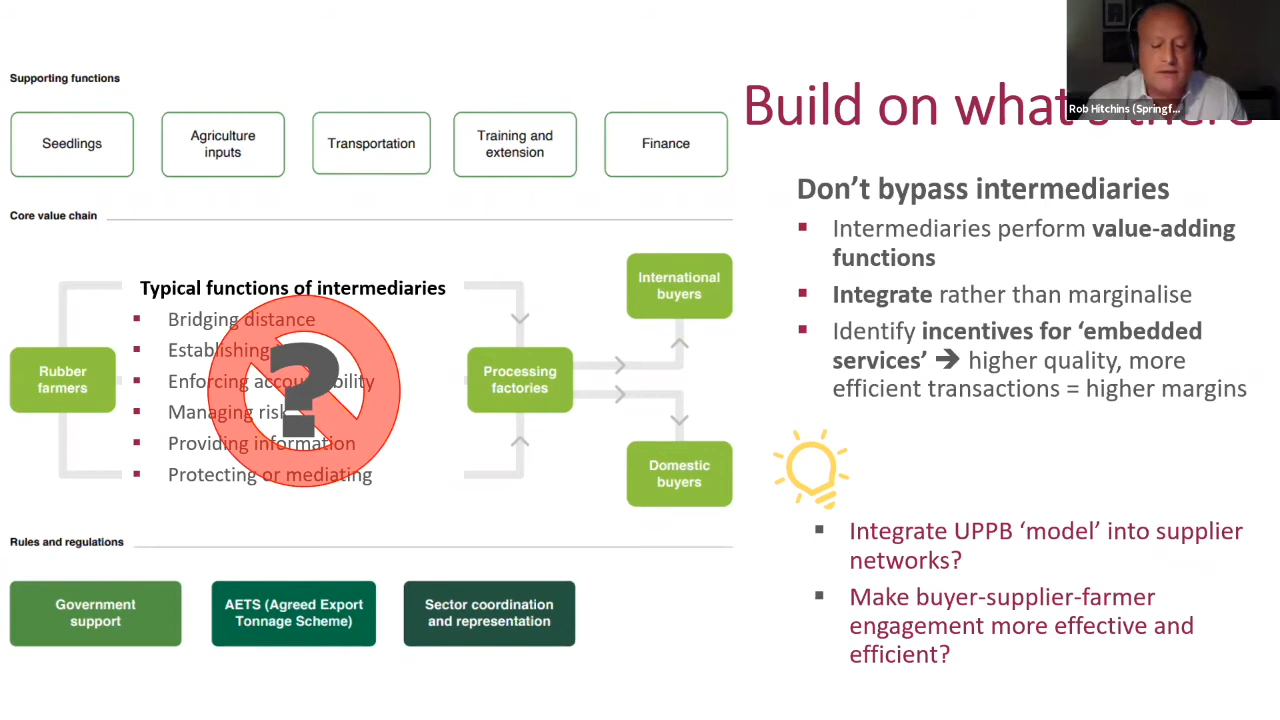 Supporting functions
Seedlings
Agriculture
inputs
Transportation
Training and
extension
Finance
Core value chain
Rubber
farmers
Typical functions of intermediaries
Bridging distance
Establishing
Enforcing accountability
Managing risk
Providing information
Protecting or mediating
Processing
factories
International
buyers
Domestic
buyers
Rules and regulations
Government
support
AETS (Agreed Export
Tonnage Scheme)
Sector coordination
and representation
Rob Hitchins (Springf...
Build on what's there
Don't bypass intermediaries
Intermediaries perform value-adding
functions
Integrate rather than marginalise
Identify incentives for ‘embedded
services’ ➔ higher quality, more
efficient transactions = higher margins
?
Integrate UPPB ‘model’ into supplier
networks?
Make buyer-supplier-farmer
engagement more effective and
efficient?